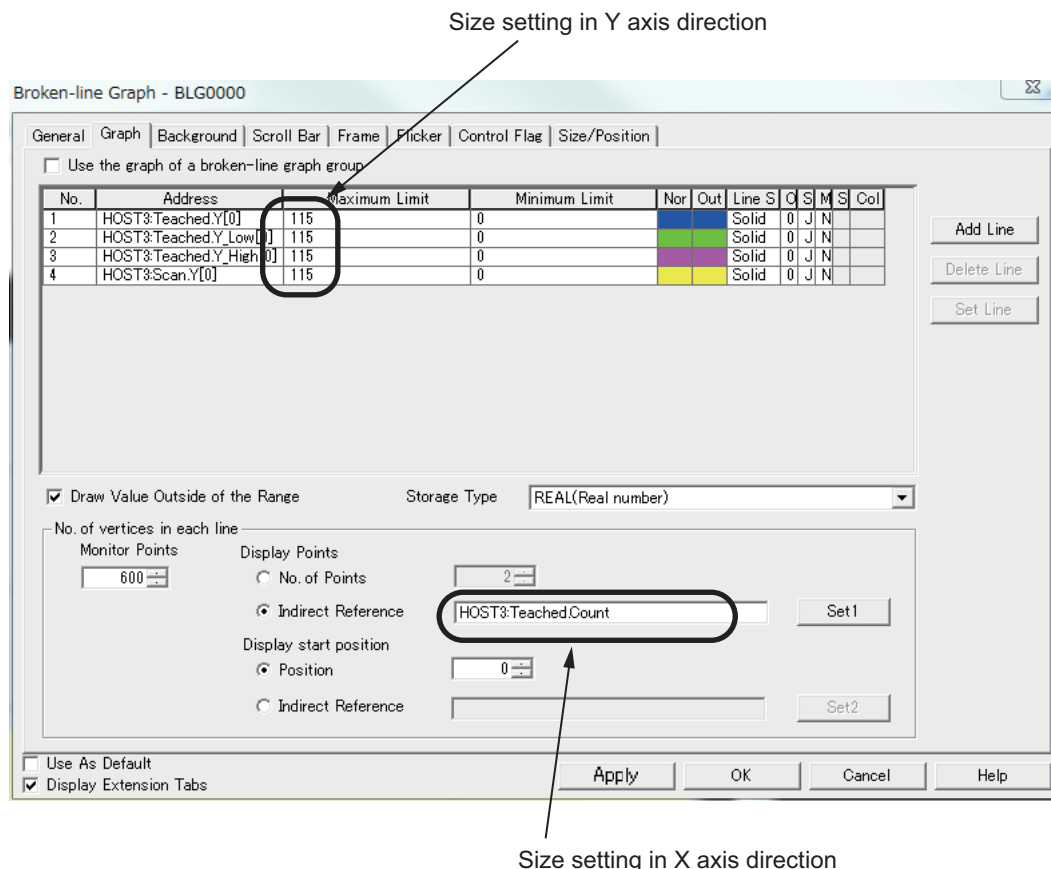 Size setting in Y axis direction
Broken-line Graph - BLG0000
General Graph Background Scroll Bar Frame Flicker Control Flag Size/Position
Use the graph of a broken-line graph group
No. Address Maximum Limit Minimum Limit Nor Out Line S O S M S Col
1 HOST3:Teached.Y[0] 115 0 Solid 0 J N
2 HOST3:Teached.Y_Low[0] 115 0 Solid 0 J N
3 HOST3:Teached.Y_High[0] 115 0 Solid 0 J N
4 HOST3:Scan.Y[0] 115 0 Solid 0 J N
Add Line
Delete Line
Set Line
Draw Value Outside of the Range Storage Type REAL(Real number)
No. of vertices in each line
Monitor Points Display Points
600 No. of Points 2
Indirect Reference HOST3:Teached.Count Set1
Display start position
Position 0
Indirect Reference Set2
Use As Default
Display Extension Tabs
Apply OK Cancel Help
Size setting in X axis direction